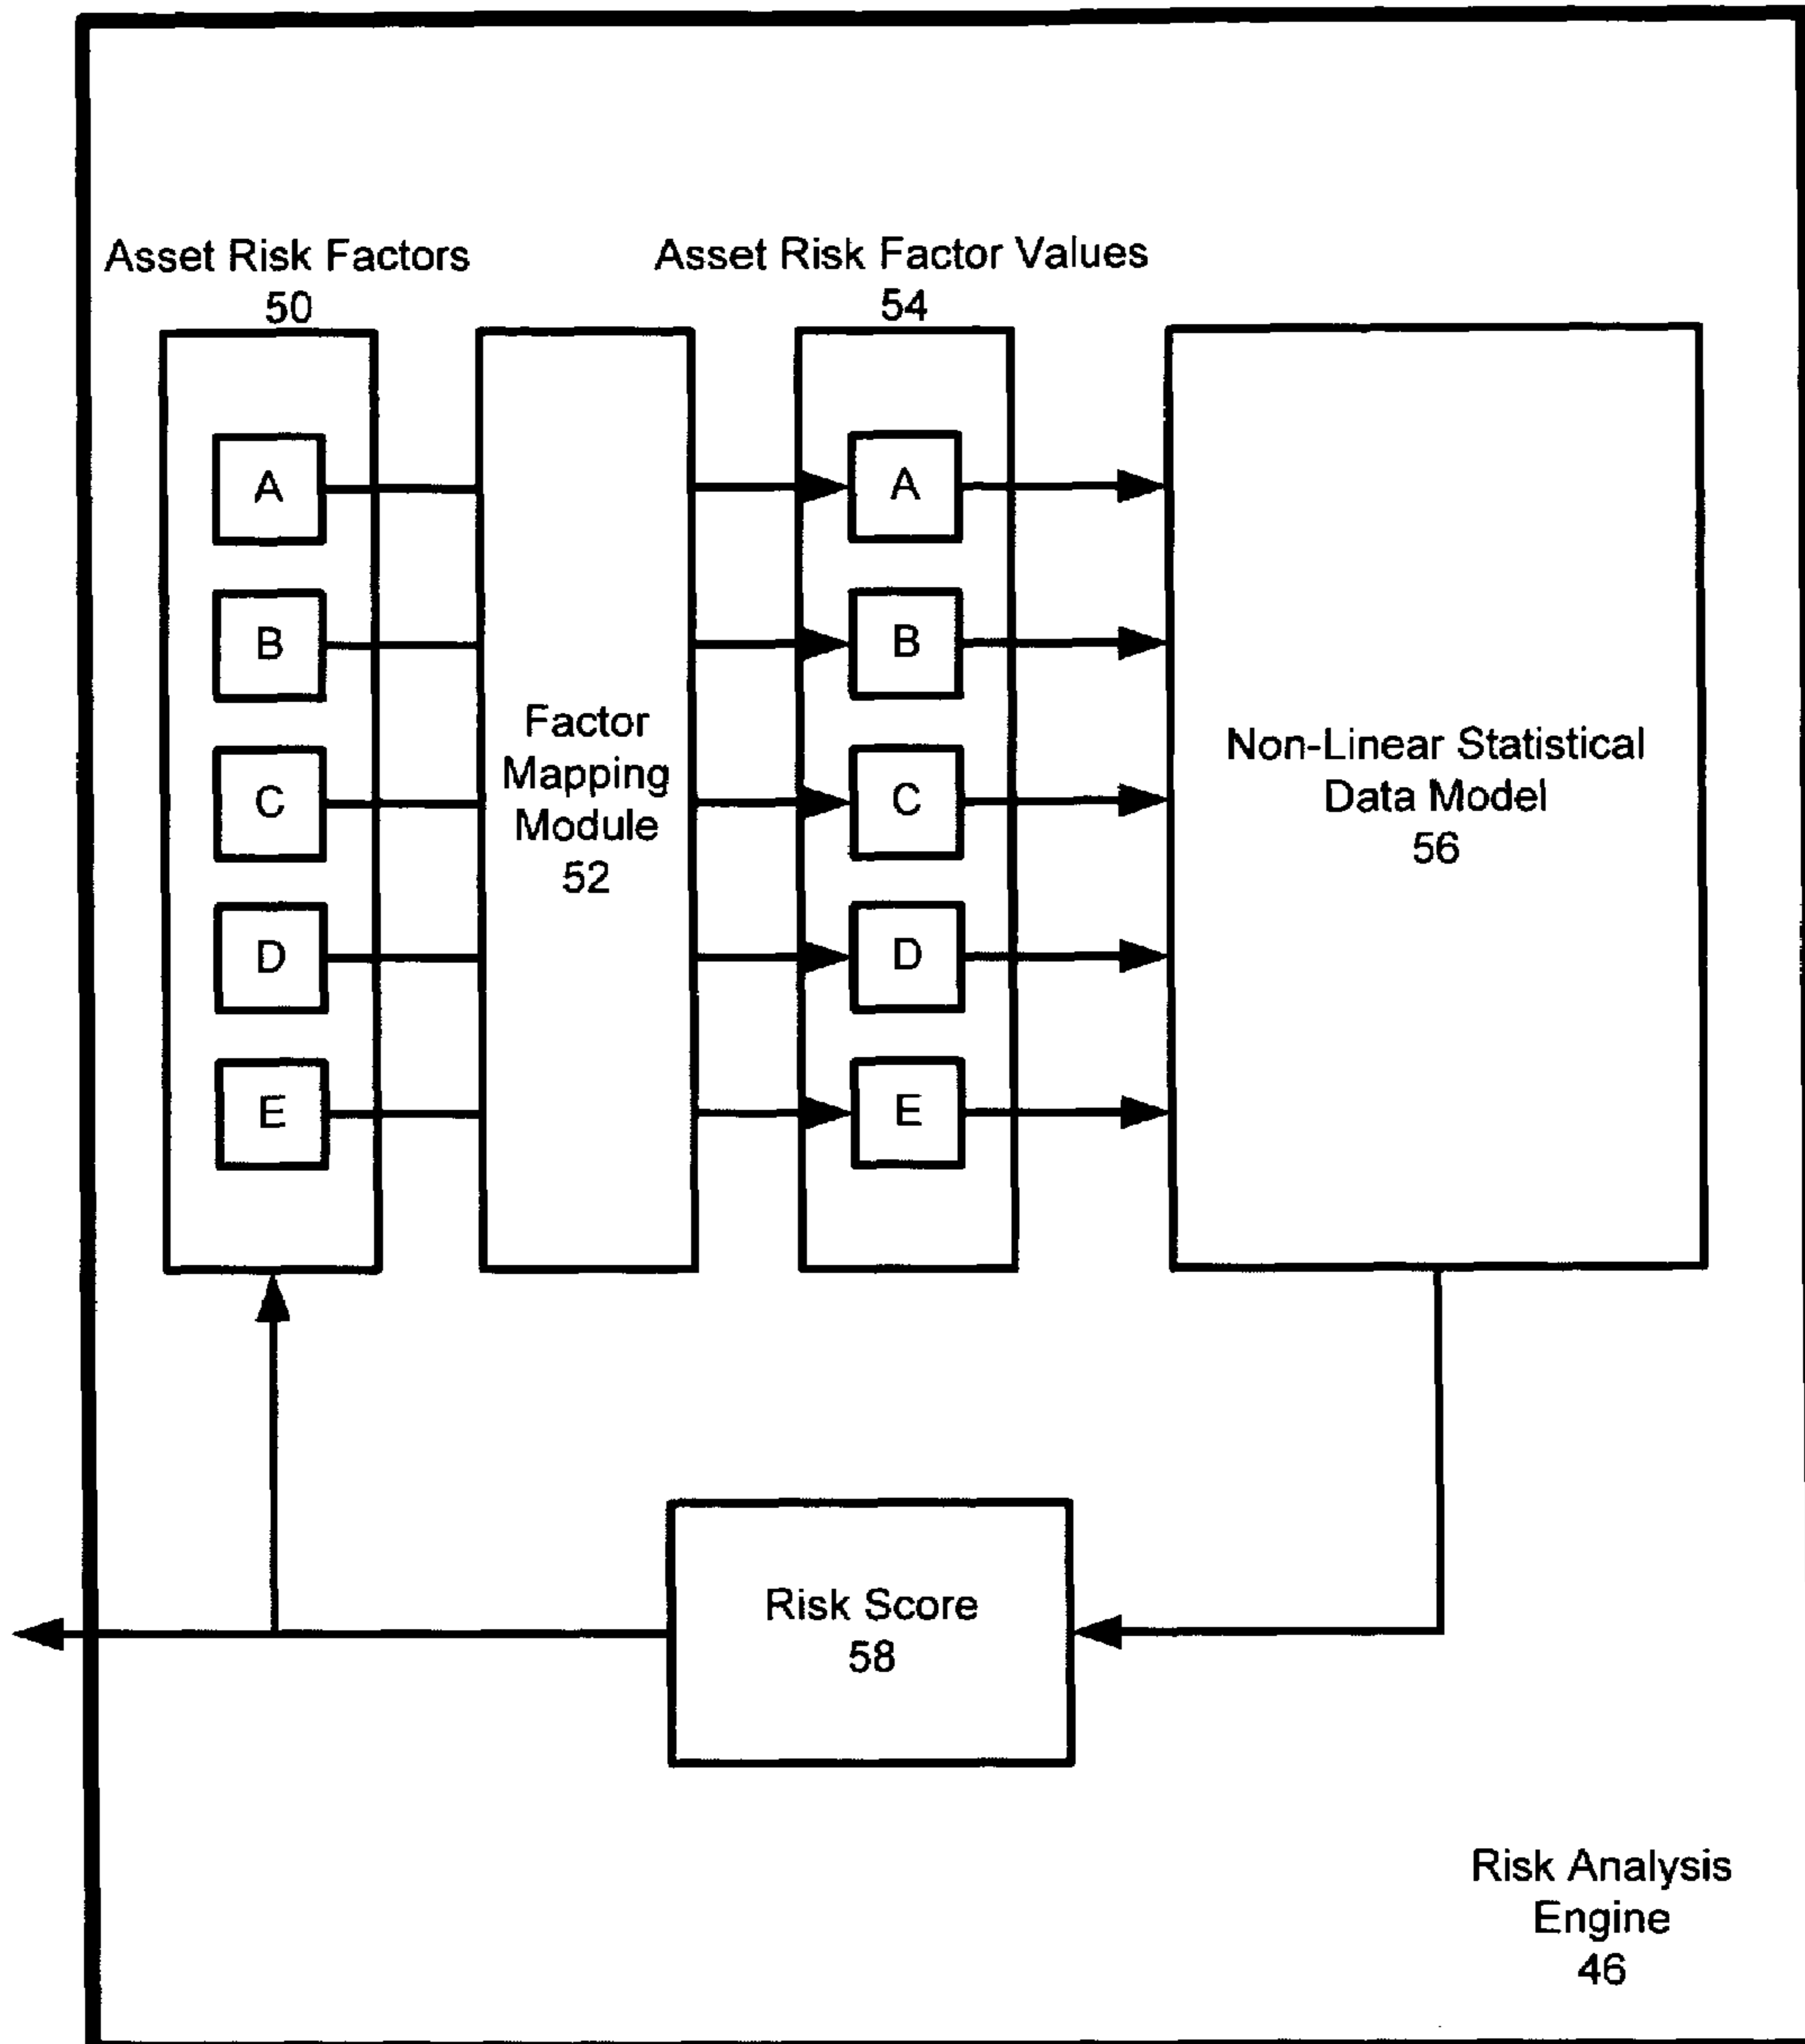 Asset Risk Factors
50
Asset Risk Factor Values
54
A
B
C
D
E
Factor
Mapping
Module
52
A
B
C
D
E
Non-Linear Statistical
Data Model
56
Risk Score
58
Risk Analysis
Engine
46